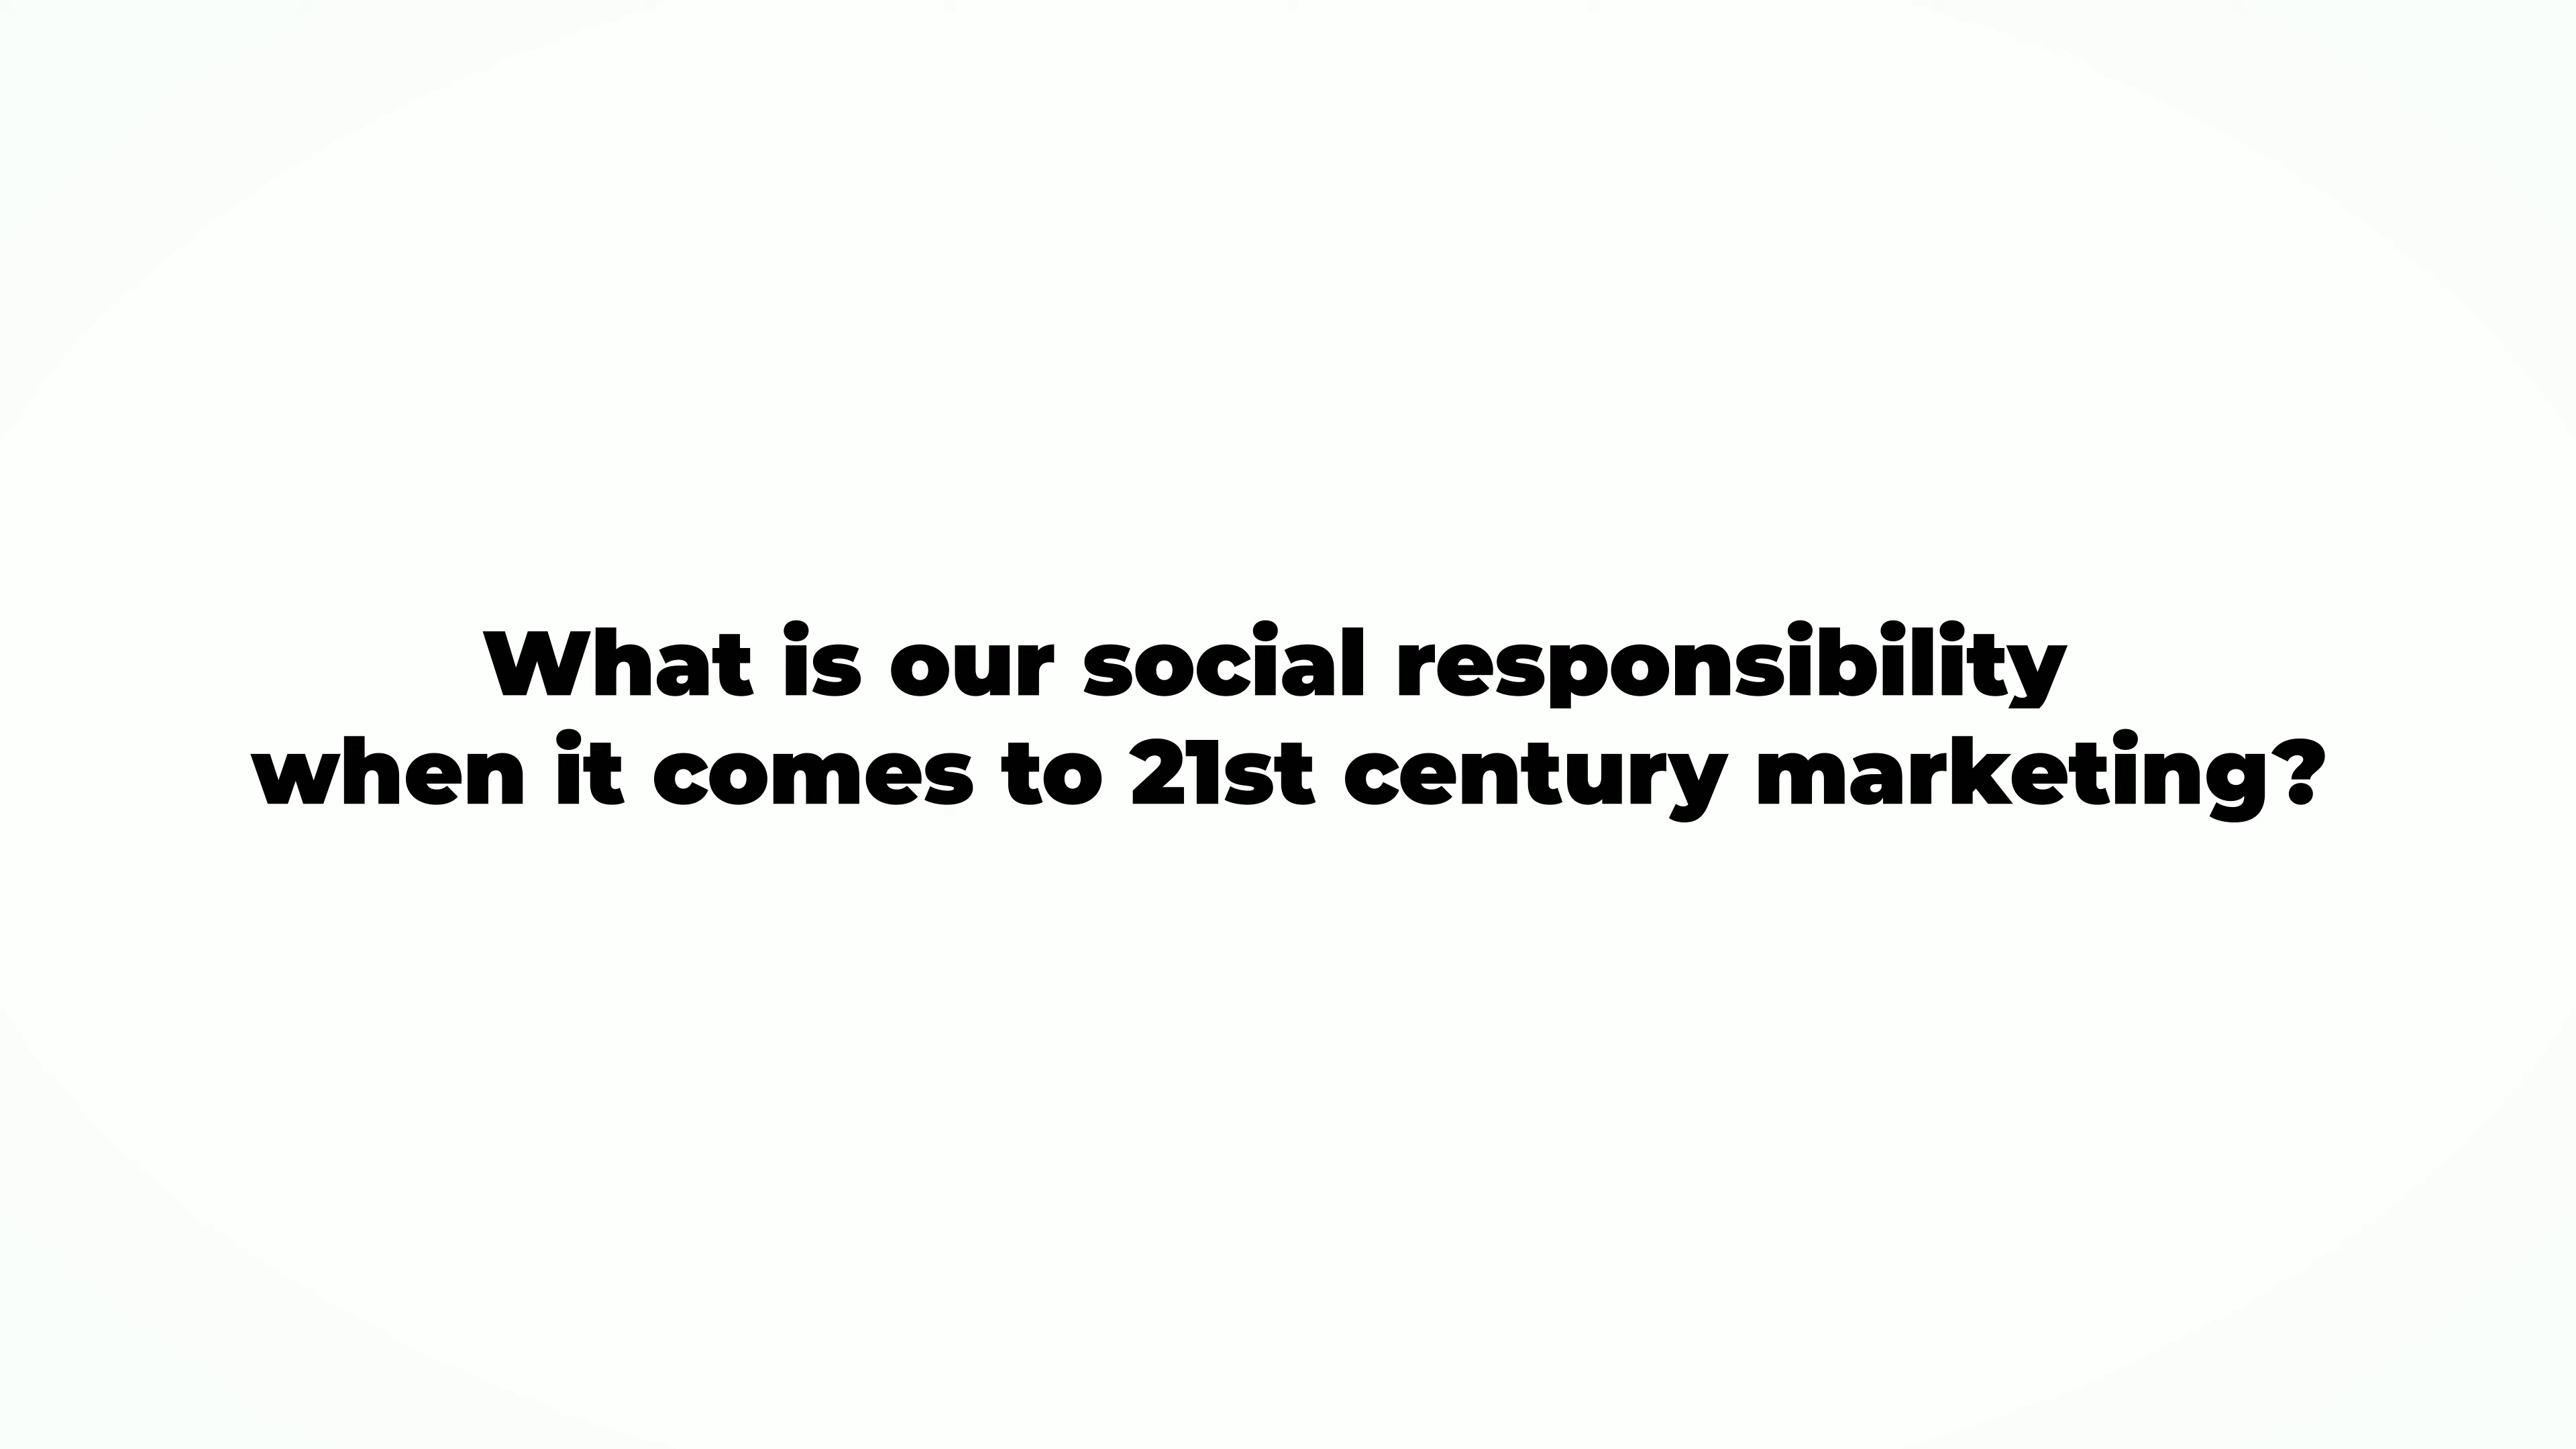 What is our social responsibility
when it comes to 21st century marketing?